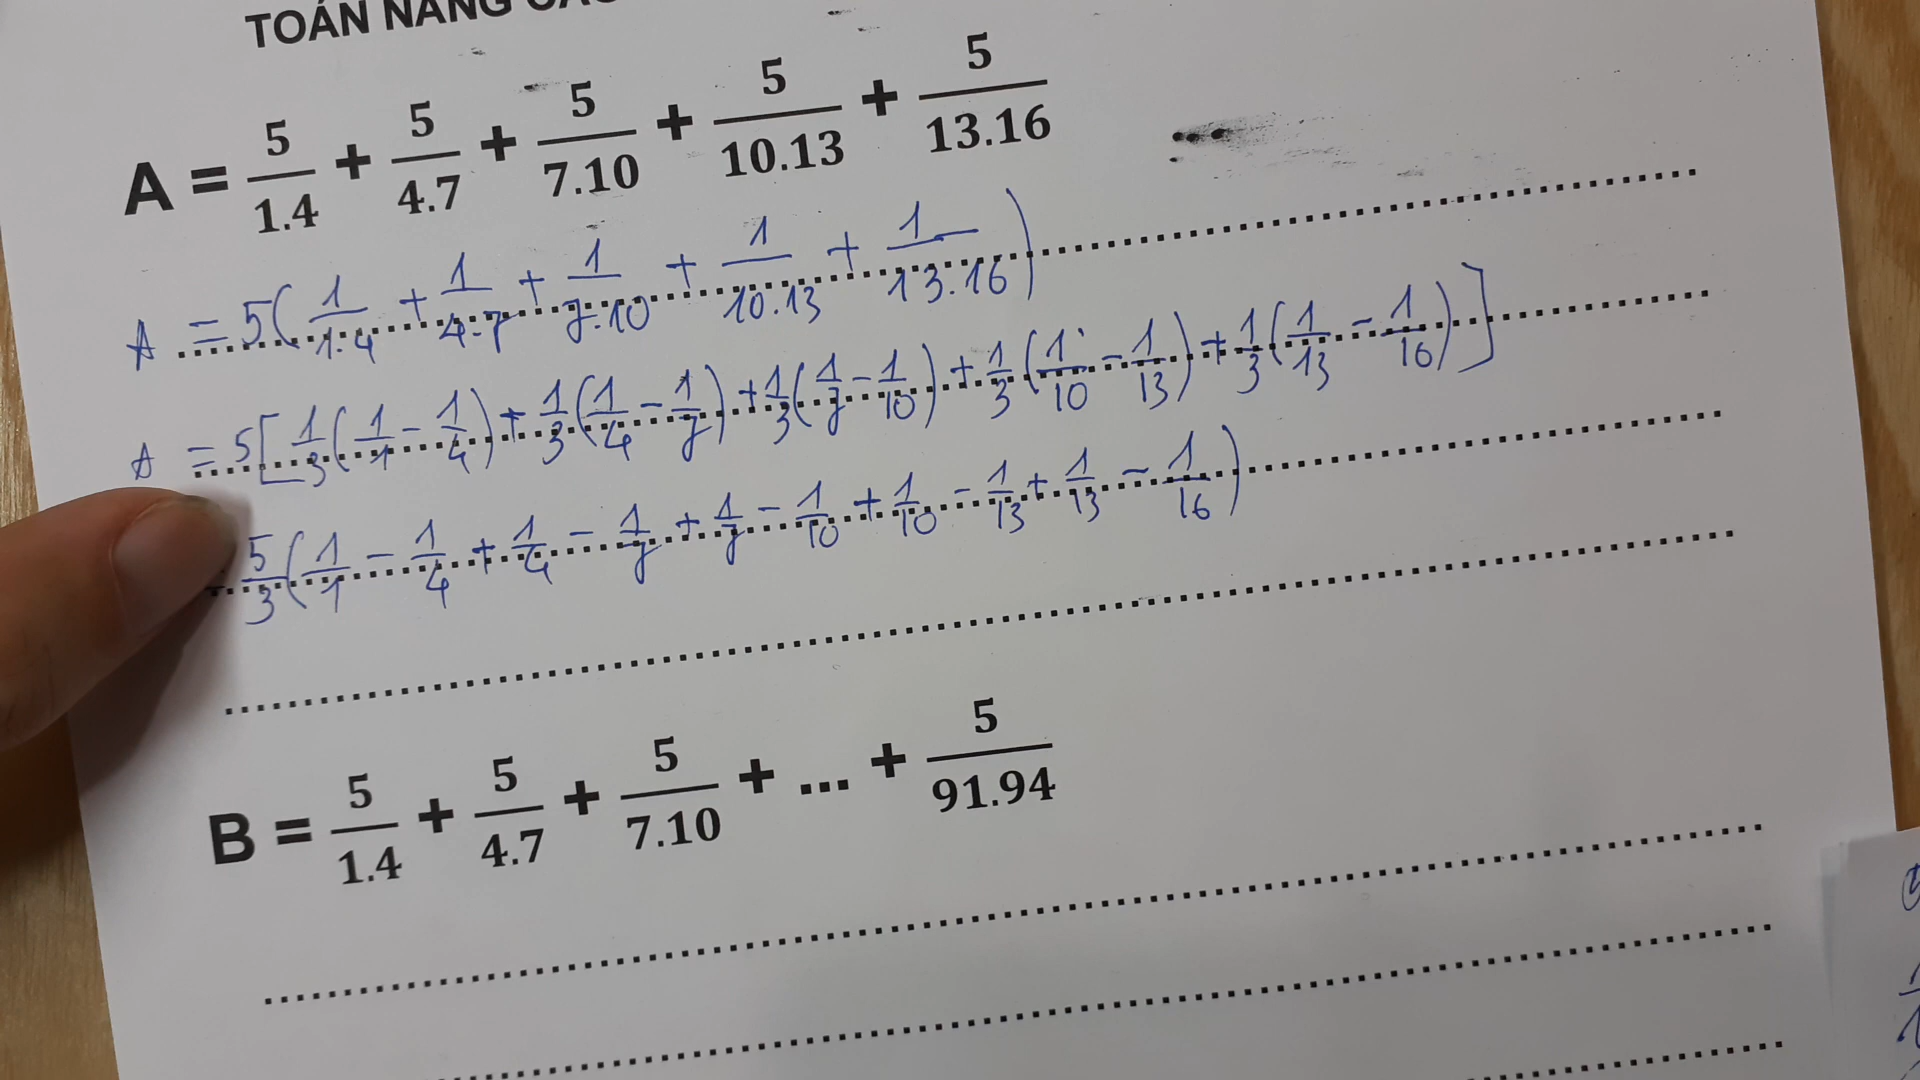 TOÁN NÂNG
A = 5/1.4 + 5/4.7 + 5/7.10 + 5/10.13 + 5/13.16
A = 5(1/1.4 + 1/4.7 + 1/7.10 + 1/10.13 + 1/13.16)
A = 5[1/3(1/1 - 1/4) + 1/3(1/4 - 1/7) + 1/3(1/7 - 1/10) + 1/3(1/10 - 1/13) + 1/3(1/13 - 1/16)]
5/3(1/1 - 1/4 + 1/4 - 1/7 + 1/7 - 1/10 + 1/10 - 1/13 + 1/13 - 1/16)
B = 5/1.4 + 5/4.7 + 5/7.10 + ... + 5/91.94